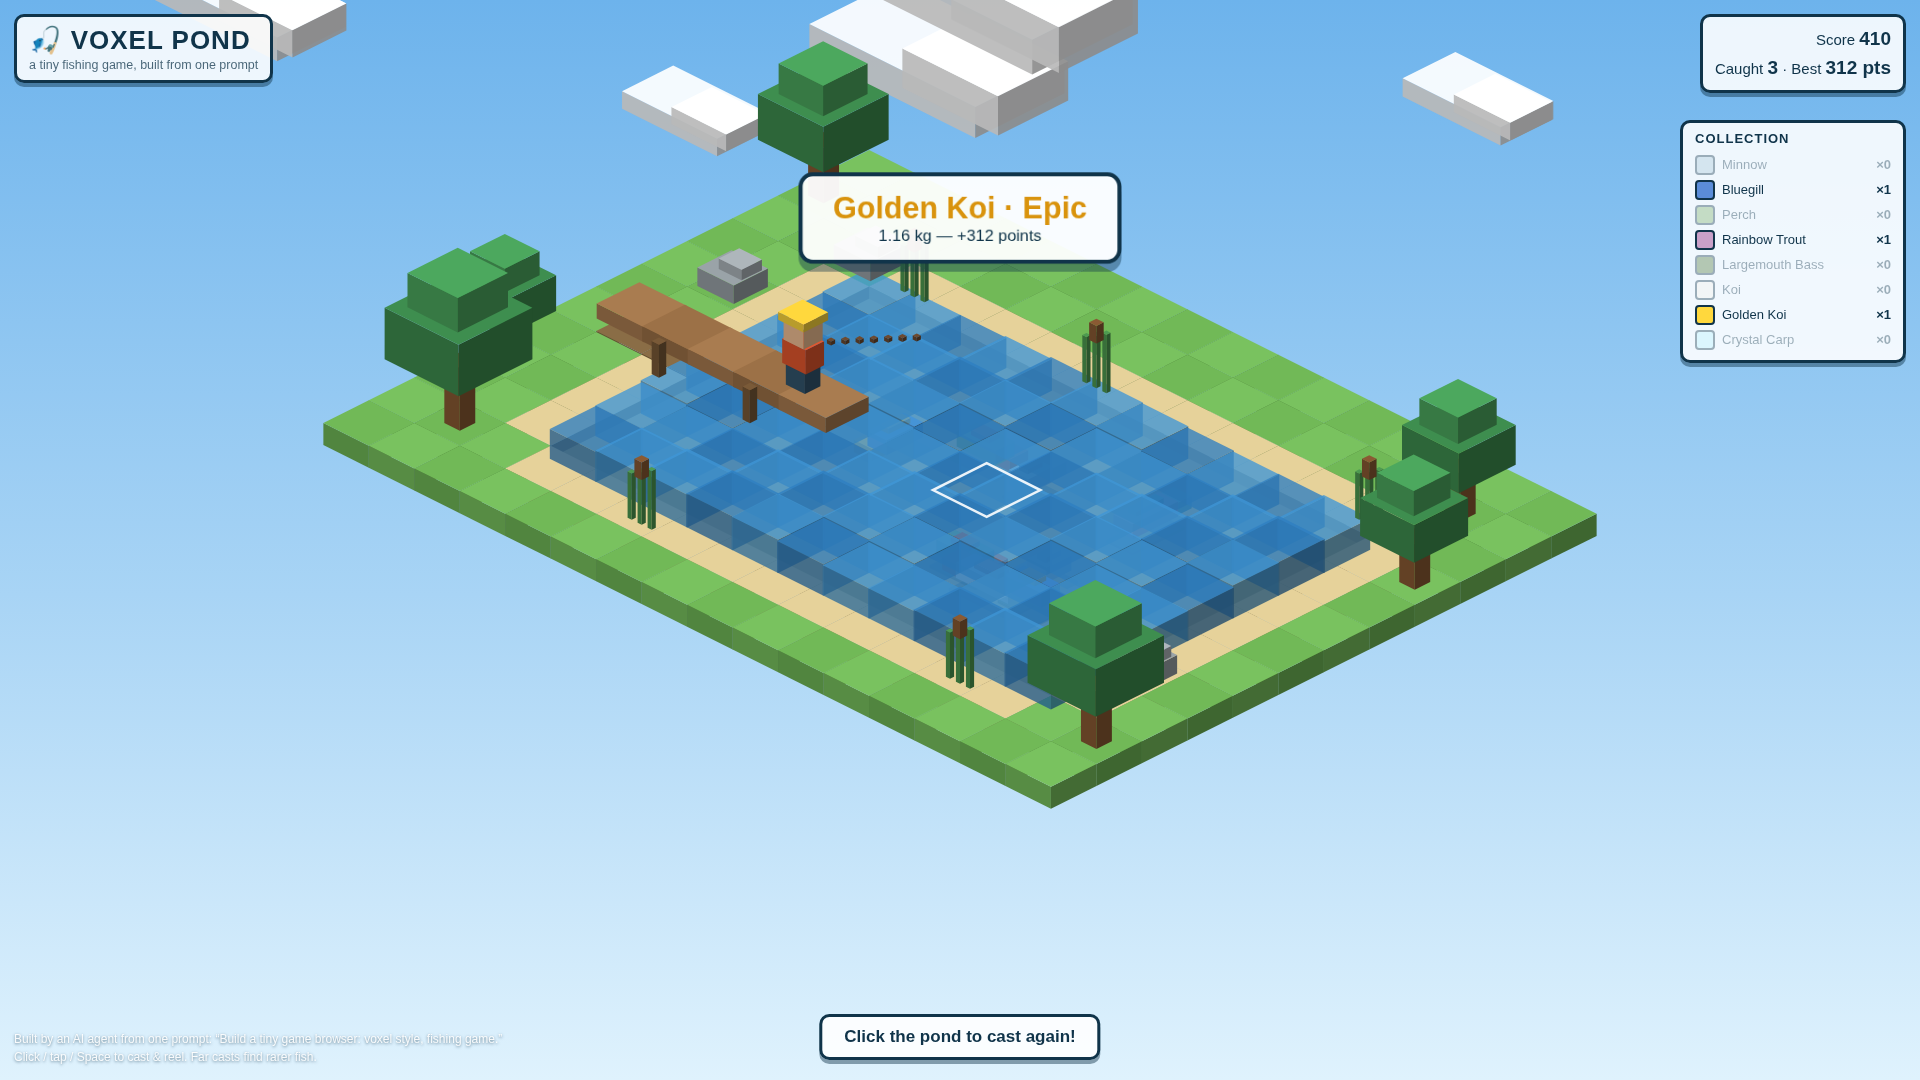 VOXEL POND
a tiny fishing game, built from one prompt
Score 410
Caught 3 · Best 312 pts
COLLECTION
Minnow ×0
Bluegill ×1
Perch ×0
Rainbow Trout ×1
Largemouth Bass ×0
Koi ×0
Golden Koi ×1
Crystal Carp ×0
Golden Koi · Epic
1.16 kg — +312 points
Click the pond to cast again!
Built by an AI agent from one prompt: "Build a tiny game browser: voxel style, fishing game."
Click / tap / Space to cast & reel. Far casts find rarer fish.